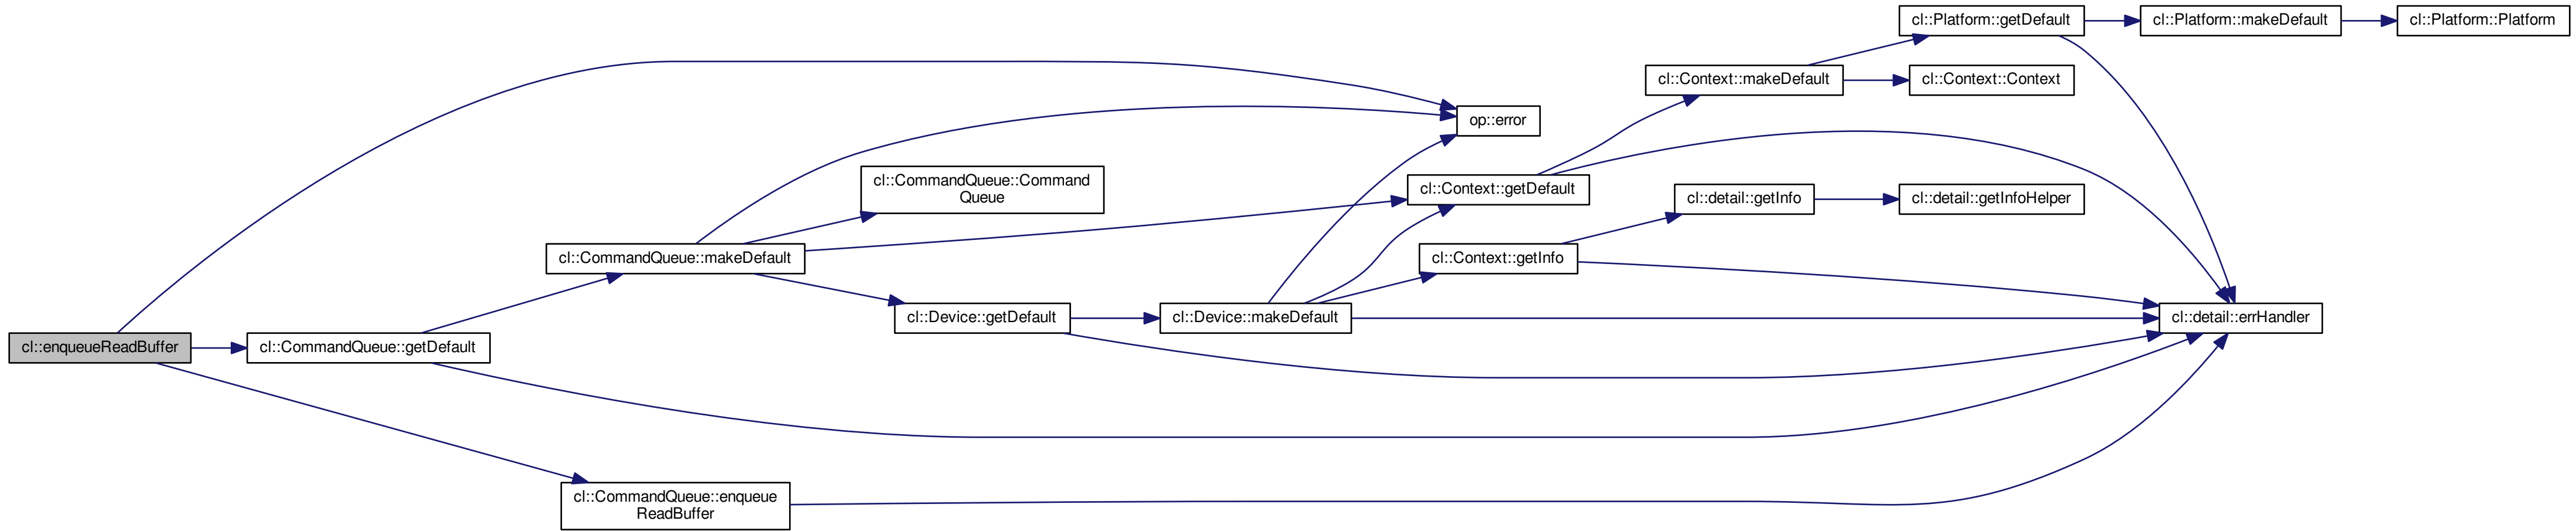 cl::Platform::getDefault
cl::Platform::makeDefault
cl::Platform::Platform
cl::Context::makeDefault
cl::Context::Context
op::error
cl::CommandQueue::Command
Queue
cl::Context::getDefault
cl::detail::getInfo
cl::detail::getInfoHelper
cl::CommandQueue::makeDefault
cl::Context::getInfo
cl::Device::getDefault
cl::Device::makeDefault
cl::detail::errHandler
cl::enqueueReadBuffer
cl::CommandQueue::getDefault
cl::CommandQueue::enqueue
ReadBuffer